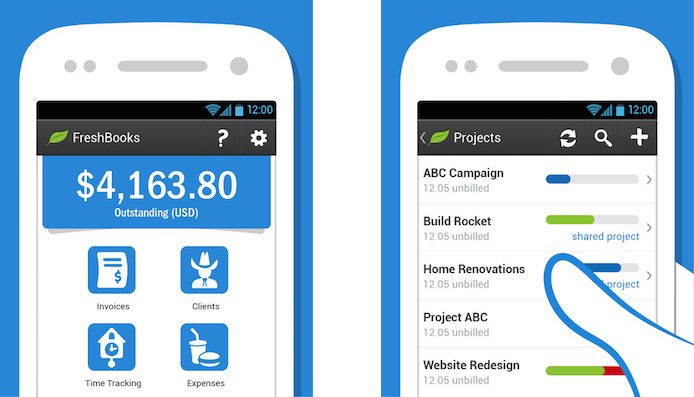 12:00
FreshBooks
?
$4,163.80
Outstanding (USD)
$
Invoices
Clients
Time Tracking
Expenses
12:00
Projects
ABC Campaign
12.05 unbilled
Build Rocket
12.05 unbilled
shared project
Home Renovations
12.05 unbilled
project
Project ABC
12.05 unbilled
Website Redesign
12.05 unbilled